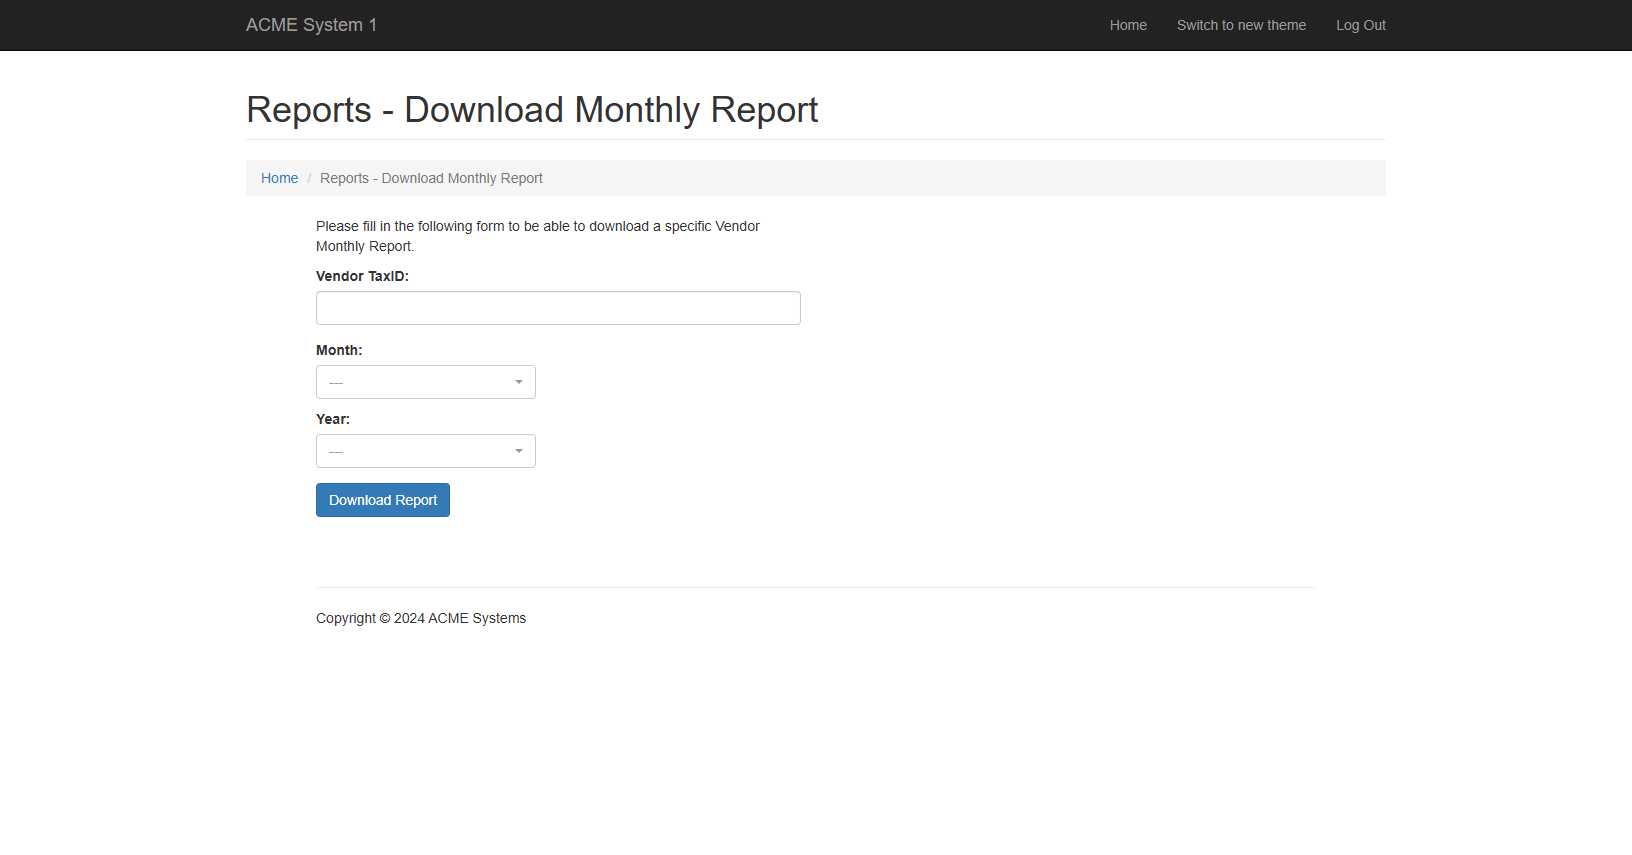 ACME System 1
Home
Switch to new theme
Log Out
Reports - Download Monthly Report
Home / Reports - Download Monthly Report
Please fill in the following form to be able to download a specific Vendor
Monthly Report.
Vendor TaxID:
Month:
---
Year:
---
Download Report
Copyright © 2024 ACME Systems